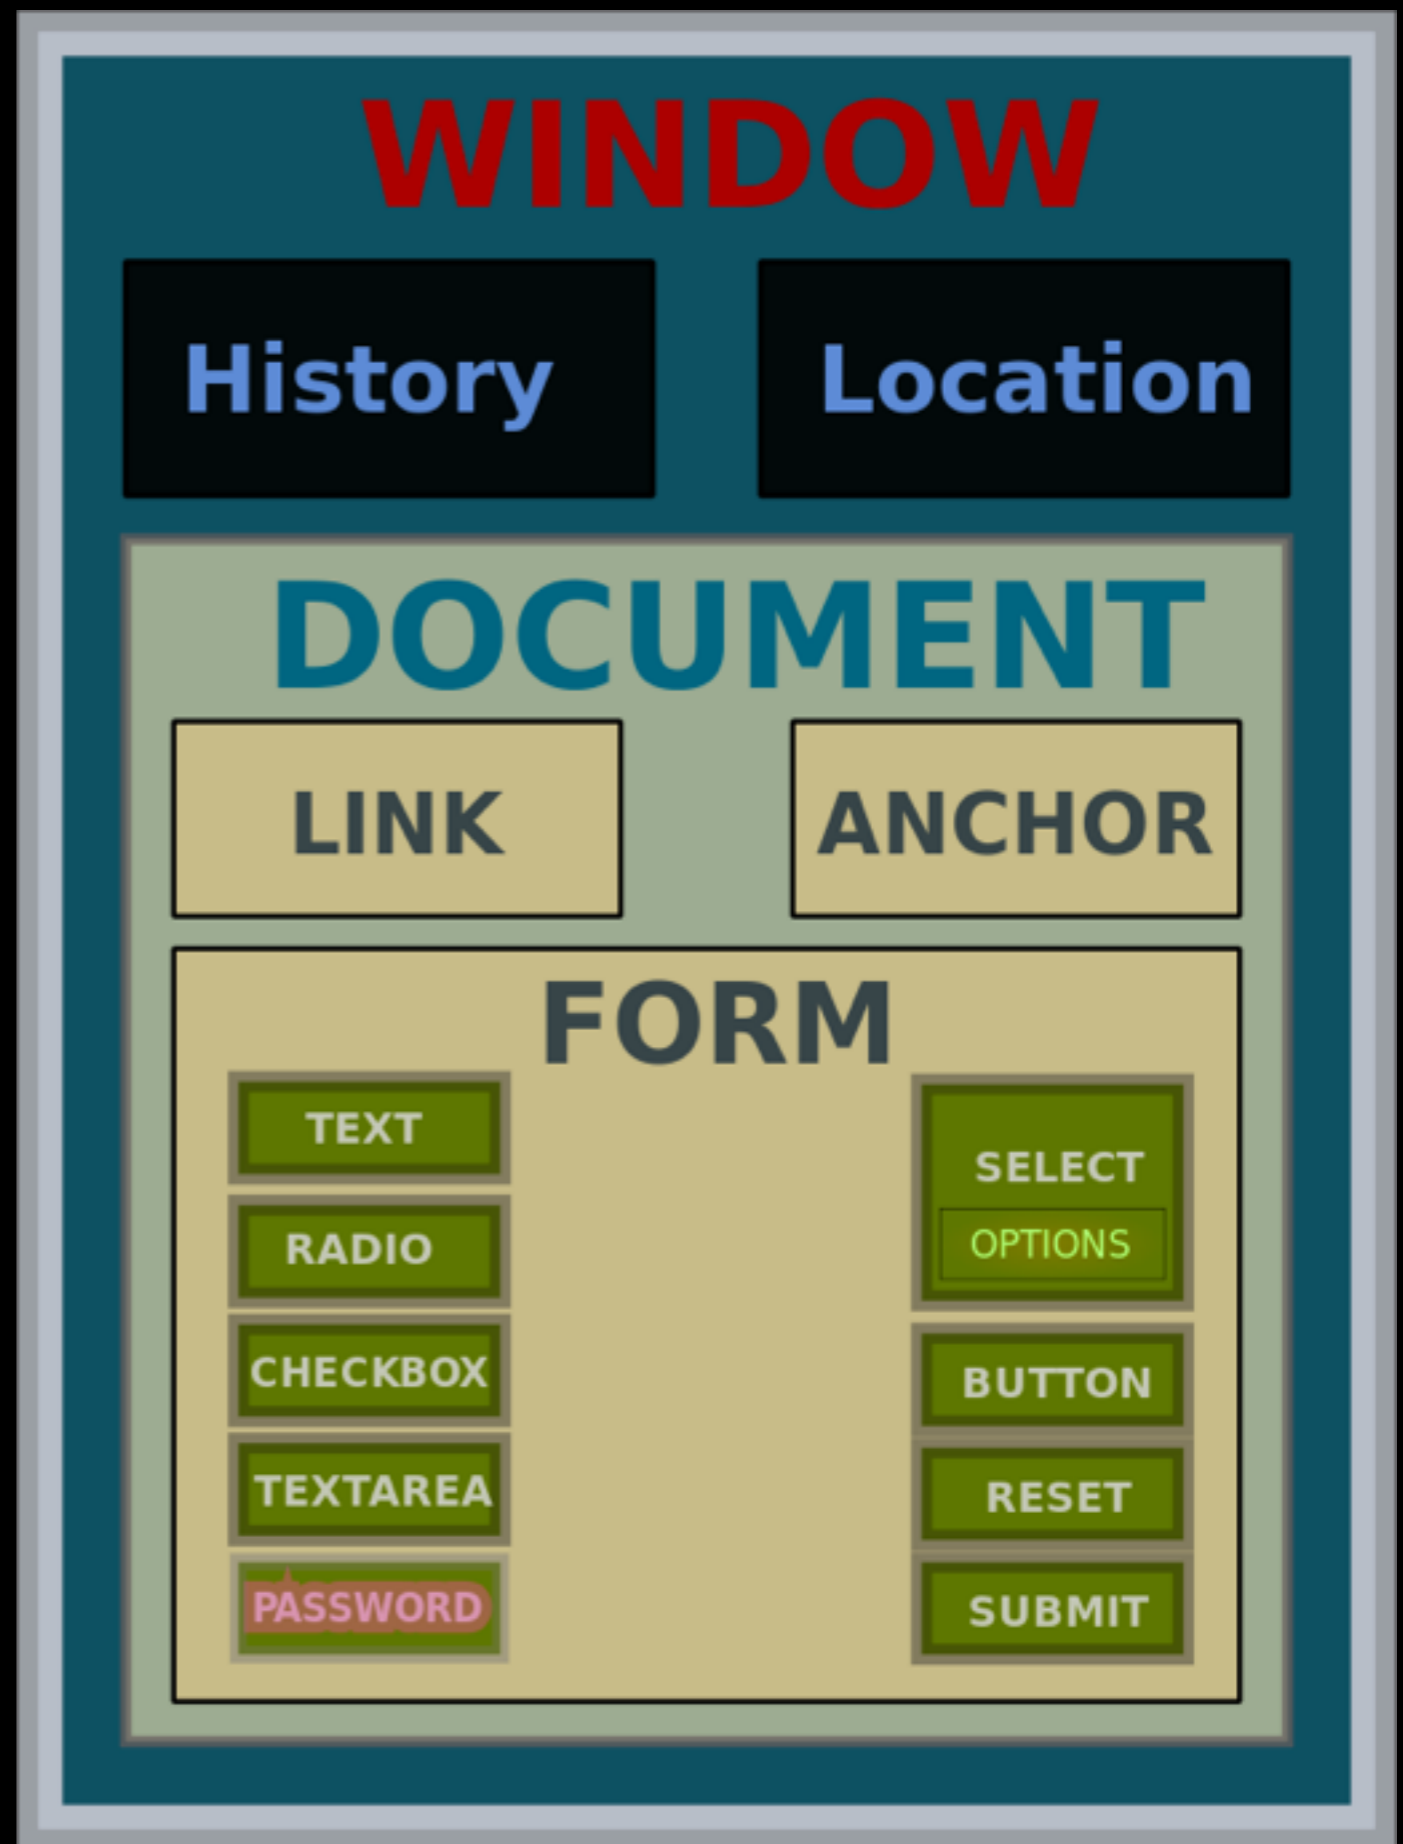 WINDOW
History
Location
DOCUMENT
LINK
ANCHOR
FORM
TEXT
RADIO
CHECKBOX
TEXTAREA
PASSWORD
SELECT
OPTIONS
BUTTON
RESET
SUBMIT